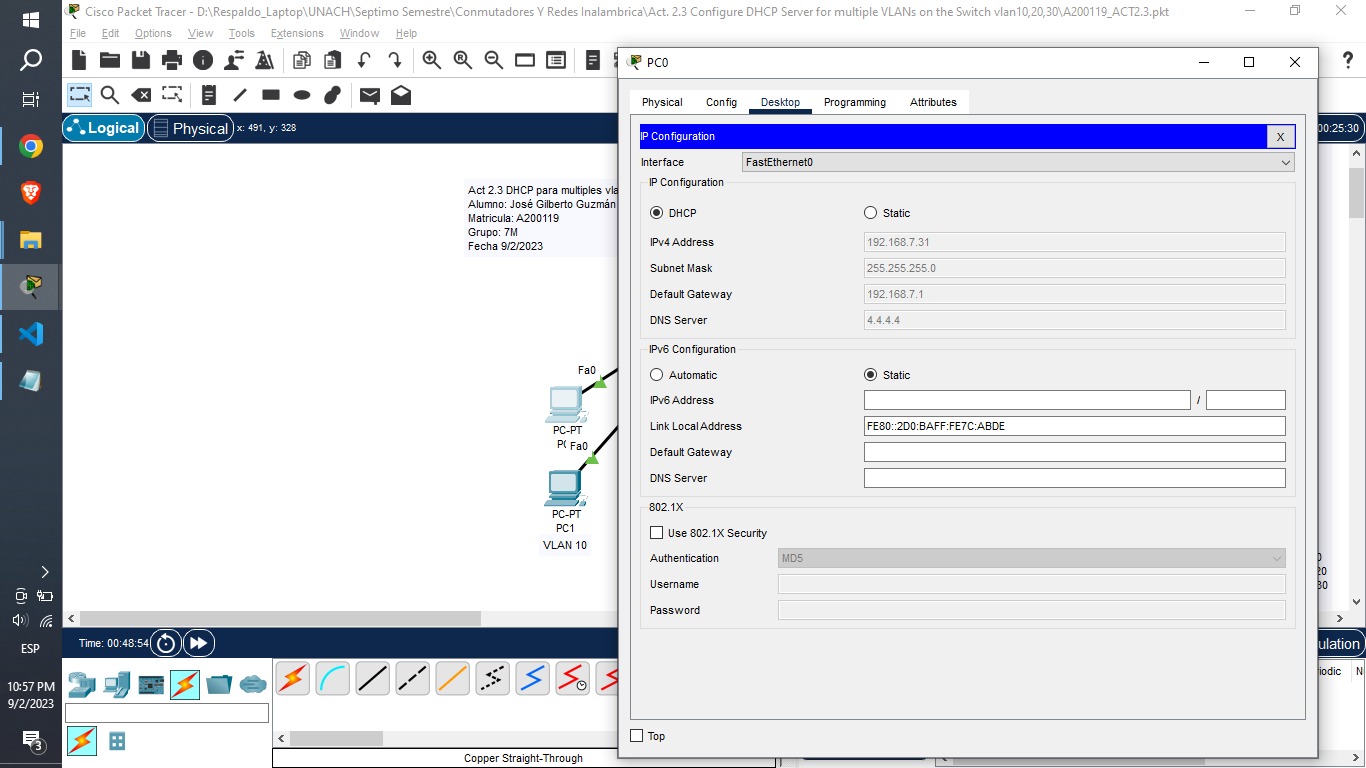 Cisco Packet Tracer - D:\Respaldo_Laptop\UNACH\Septimo Semestre\Conmutadores Y Redes Inalambrica\Act. 2.3 Configure DHCP Server for multiple VLANs on the Switch vlan10,20,30\A200119_ACT2.3.pkt
File Edit Options View Tools Extensions Window Help
PC0
Physical Config Desktop Programming Attributes
Logical Physical x: 491, y: 328
00:25:30
IP Configuration X
Interface FastEthernet0
IP Configuration
DHCP Static
IPv4 Address 192.168.7.31
Subnet Mask 255.255.255.0
Default Gateway 192.168.7.1
DNS Server 4.4.4.4
IPv6 Configuration
Automatic Static
IPv6 Address /
Link Local Address FE80::2D0:BAFF:FE7C:ABDE
Default Gateway
DNS Server
802.1X
Use 802.1X Security
Authentication MD5
Username
Password
Top
Act 2.3 DHCP para multiples vla
Alumno: José Gilberto Guzmán
Matricula: A200119
Grupo: 7M
Fecha 9/2/2023
Fa0
PC-PT
Fa0
PC-PT
PC1
VLAN 10
20
30
Time: 00:48:54
ulation
riodic
Copper Straight-Through
ESP
10:57 PM
9/2/2023
3